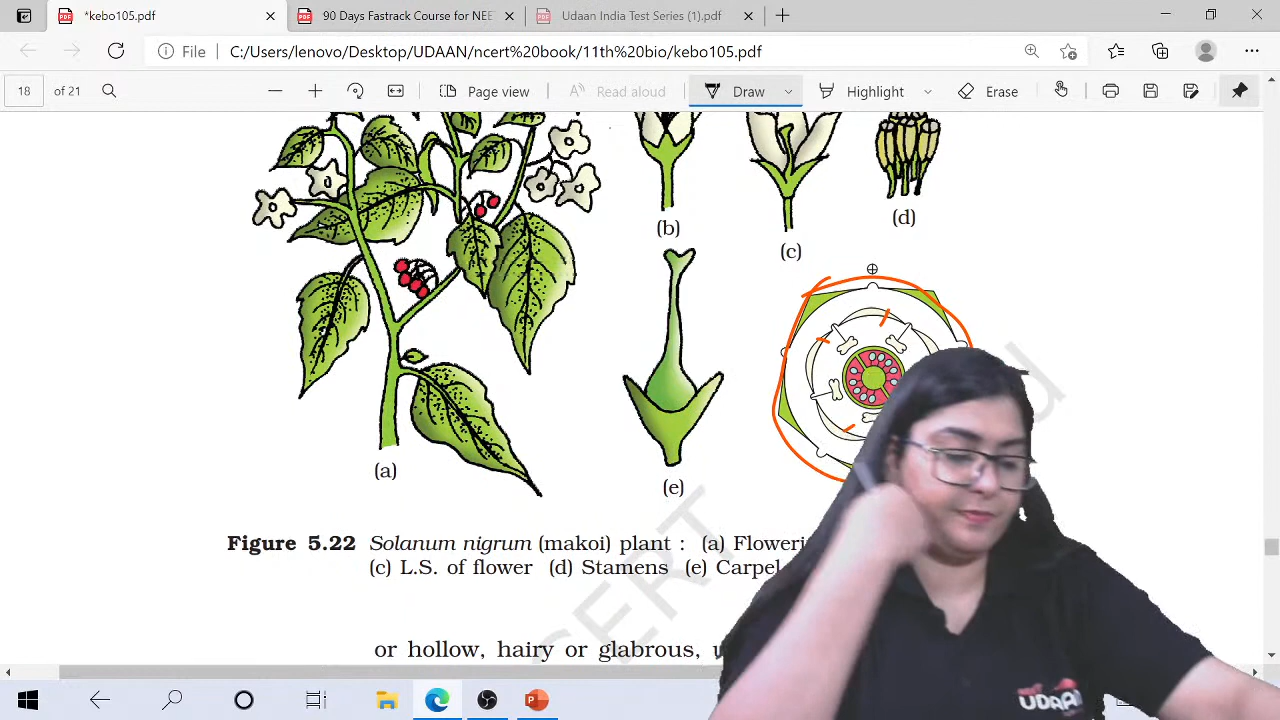 *kebo105.pdf
90 Days Fastrack Course for NEE
Udaan India Test Series (1).pdf
File C:/Users/lenovo/Desktop/UDAAN/ncert%20book/11th%20bio/kebo105.pdf
18 of 21 Page view Read aloud Draw Highlight Erase
(b)
(c)
(d)
(a)
(e)
Figure 5.22 Solanum nigrum (makoi) plant : (a) Flowerin
(c) L.S. of flower (d) Stamens (e) Carpel
or hollow, hairy or glabrous,
NCERT
UDAAN